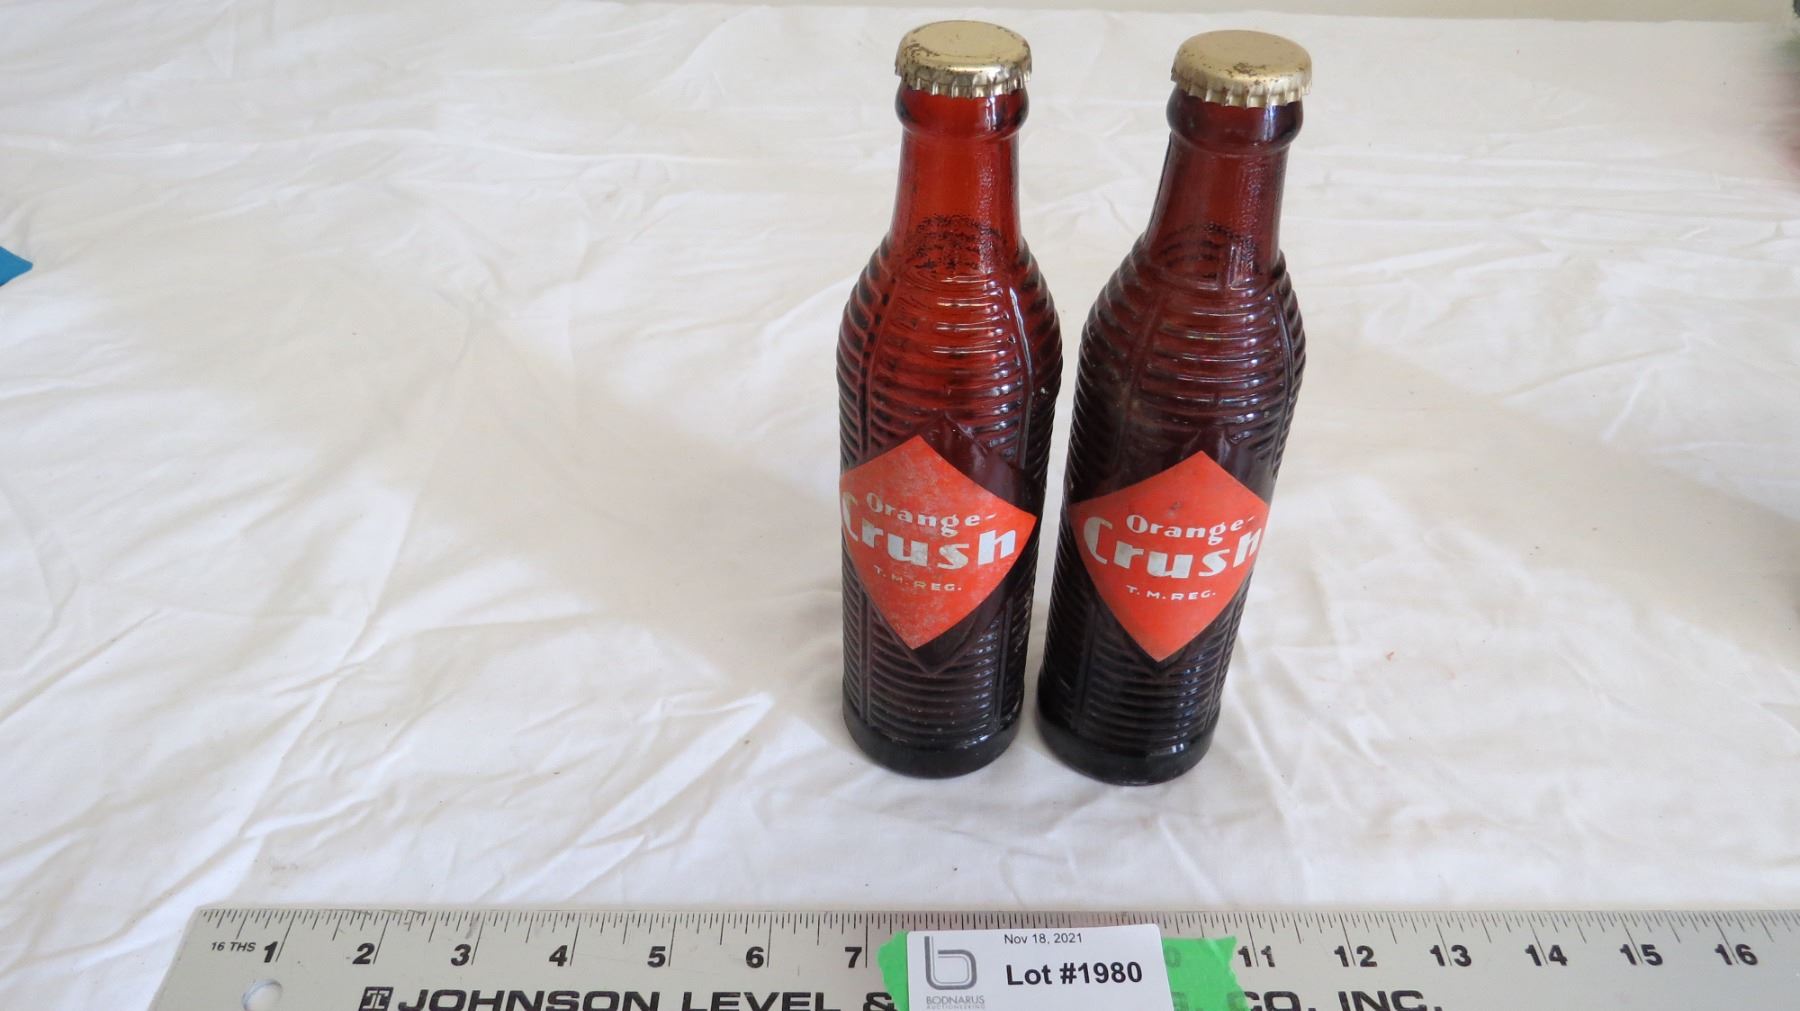 Orange-
Crush
T.M.REG.
Orange-
Crush
T.M.REG.
16 THS 1 2 3 4 5 6 7 11 12 13 14 15 16
JOHNSON LEVEL & CO. INC.
Nov 18, 2021
Lot #1980
BODNARUS
AUCTIONEERING